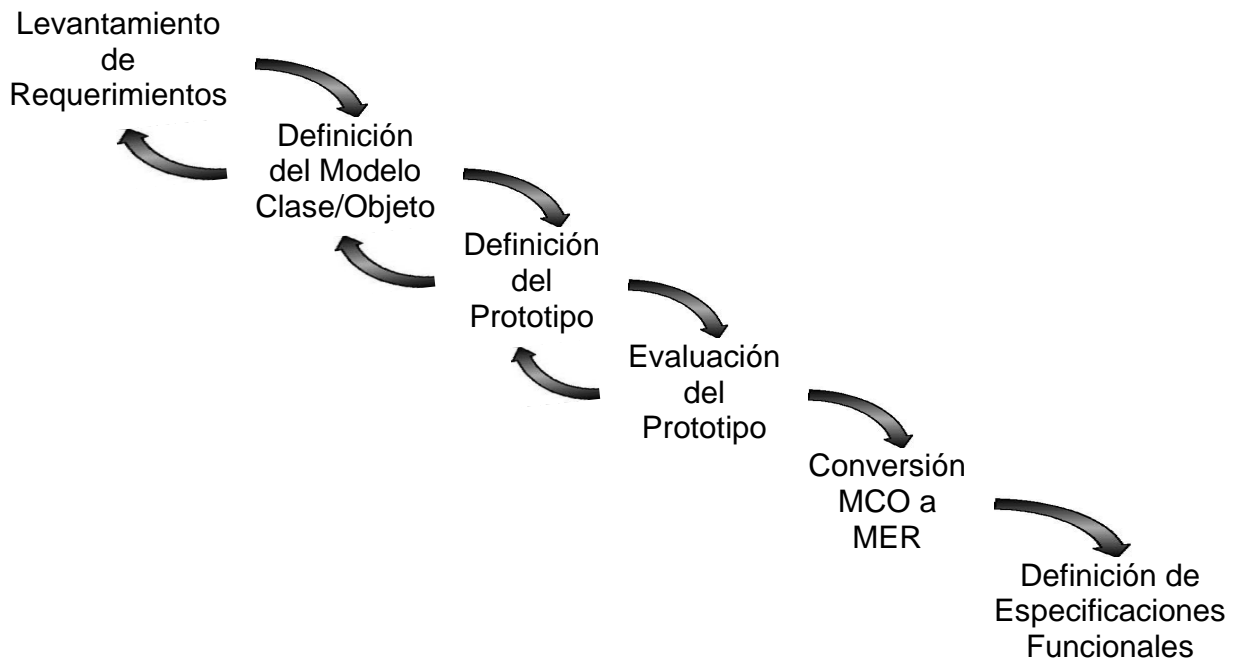 Levantamiento
de
Requerimientos
Definición
del Modelo
Clase/Objeto
Definición
del
Prototipo
Evaluación
del
Prototipo
Conversión
MCO a
MER
Definición de
Especificaciones
Funcionales